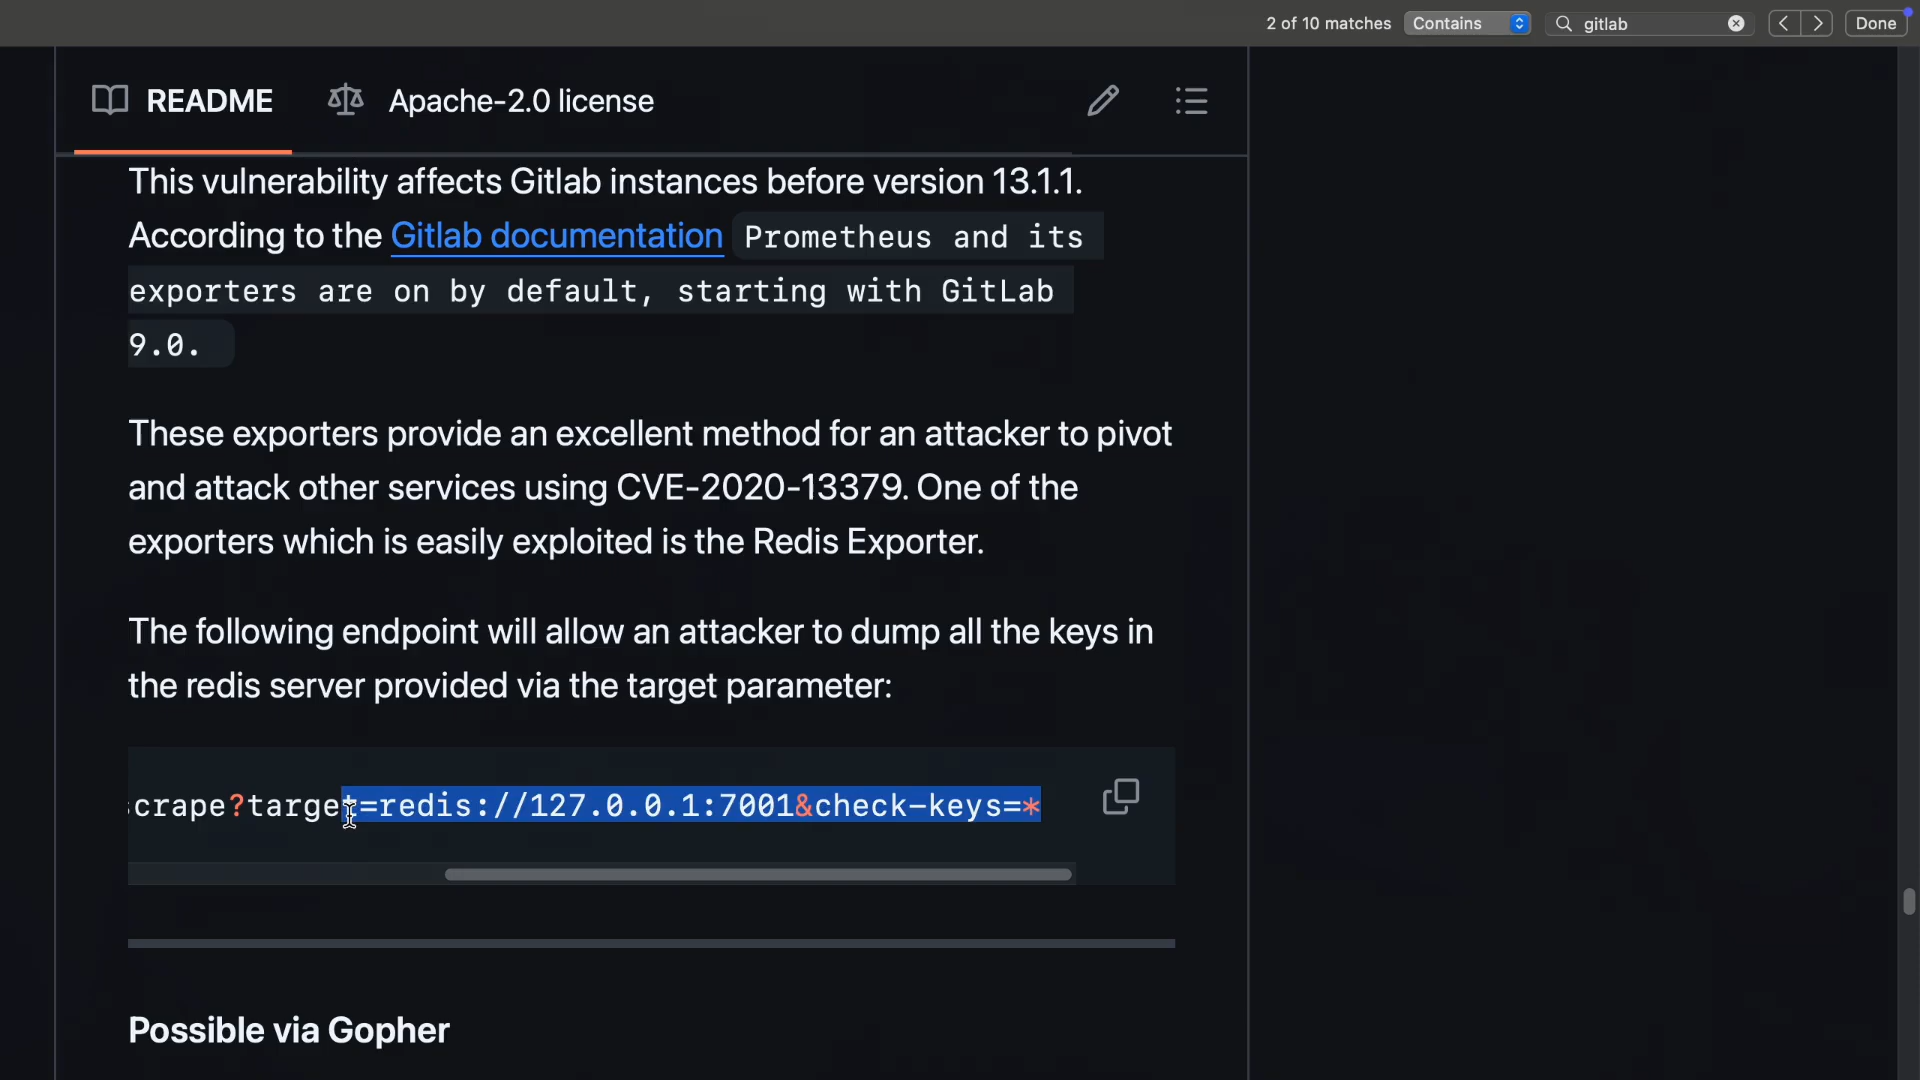 2 of 10 matches Contains gitlab Done
README Apache-2.0 license
This vulnerability affects Gitlab instances before version 13.1.1.
According to the Gitlab documentation Prometheus and its
exporters are on by default, starting with GitLab
9.0.
These exporters provide an excellent method for an attacker to pivot
and attack other services using CVE-2020-13379. One of the
exporters which is easily exploited is the Redis Exporter.
The following endpoint will allow an attacker to dump all the keys in
the redis server provided via the target parameter:
crape?target=redis://127.0.0.1:7001&check-keys=*
Possible via Gopher